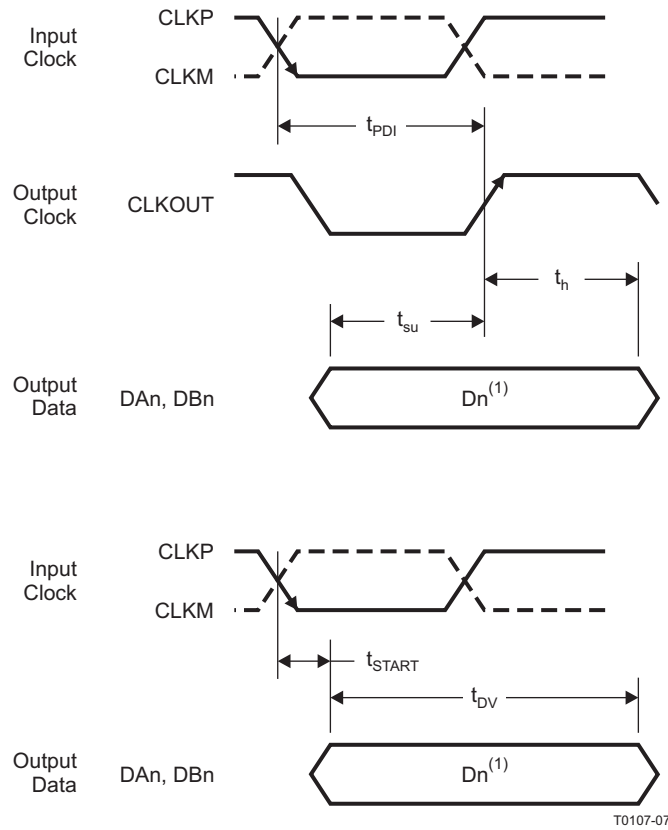 Input
Clock
CLKP
CLKM
t_PDI
Output
Clock
CLKOUT
t_h
t_su
Output
Data
DAn, DBn
Dn^(1)
Input
Clock
CLKP
CLKM
t_START
t_DV
Output
Data
DAn, DBn
Dn^(1)
T0107-07